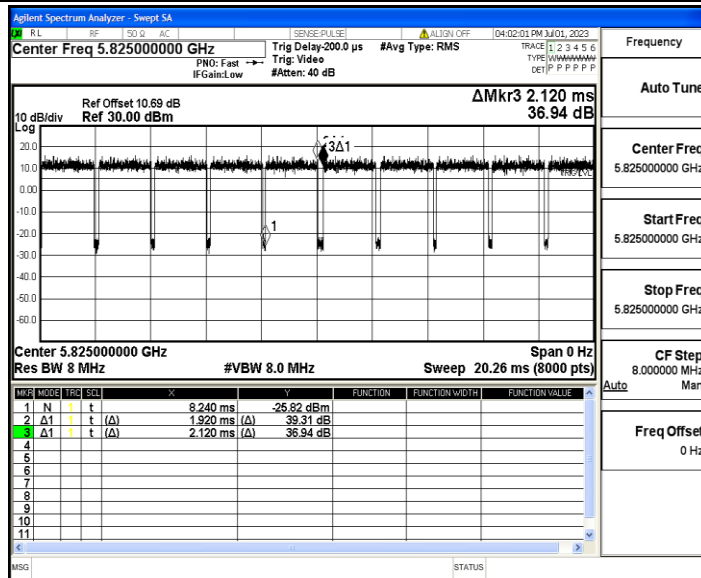 Agilent Spectrum Analyzer - Swept SA
RL RF 50 Ω AC SENSE:PULSE ALIGN OFF 04:02:01 PM Jul 01, 2023
Center Freq 5.825000000 GHz
PNO: Fast
IFGain:Low
Trig Delay-200.0 µs
Trig: Video
#Atten: 40 dB
#Avg Type: RMS
TRACE 1 2 3 4 5 6
TYPE
DET P P P P P P
ΔMkr3 2.120 ms
36.94 dB
Ref Offset 10.69 dB
10 dB/div Ref 30.00 dBm
Log
20.0
10.0
0.00
-10.0
-20.0
-30.0
-40.0
-50.0
-60.0
3Δ1
1
TRIG LVL
Center 5.825000000 GHz Span 0 Hz
Res BW 8 MHz #VBW 8.0 MHz Sweep 20.26 ms (8000 pts)
MKR MODE TRC SCL X Y FUNCTION FUNCTION WIDTH FUNCTION VALUE
1 N 1 t 8.240 ms -25.82 dBm
2 Δ1 1 t (Δ) 1.920 ms (Δ) 39.31 dB
3 Δ1 1 t (Δ) 2.120 ms (Δ) 36.94 dB
4
5
6
7
8
9
10
11
MSG STATUS
Frequency
Auto Tune
Center Freq
5.825000000 GHz
Start Freq
5.825000000 GHz
Stop Freq
5.825000000 GHz
CF Step
8.000000 MHz
Auto Man
Freq Offset
0 Hz